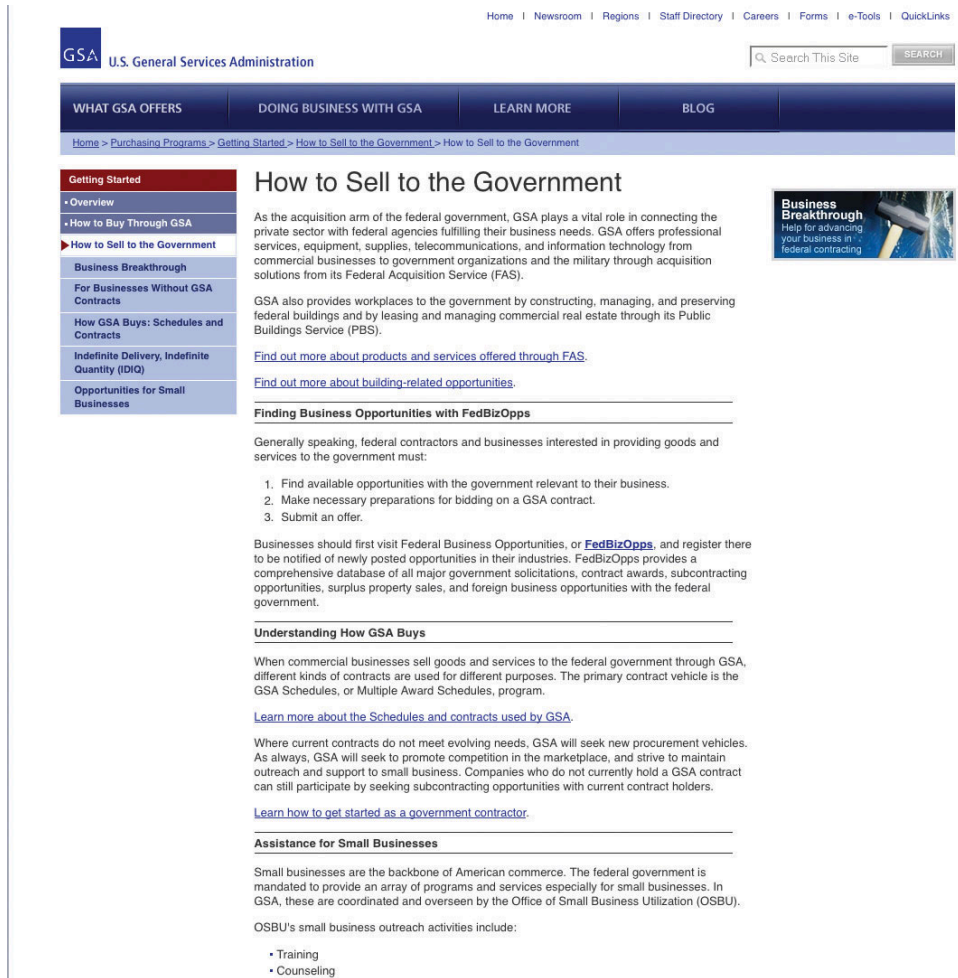 Home | Newsroom | Regions | Staff Directory | Careers | Forms | e-Tools | QuickLinks
GSA U.S. General Services Administration
Search This Site SEARCH
WHAT GSA OFFERS DOING BUSINESS WITH GSA LEARN MORE BLOG
Home > Purchasing Programs > Getting Started > How to Sell to the Government > How to Sell to the Government
Getting Started
Overview
How to Buy Through GSA
How to Sell to the Government
Business Breakthrough
For Businesses Without GSA
Contracts
How GSA Buys: Schedules and
Contracts
Indefinite Delivery, Indefinite
Quantity (IDIQ)
Opportunities for Small
Businesses
How to Sell to the Government
As the acquisition arm of the federal government, GSA plays a vital role in connecting the
private sector with federal agencies fulfilling their business needs. GSA offers professional
services, equipment, supplies, telecommunications, and information technology from
commercial businesses to government organizations and the military through acquisition
solutions from its Federal Acquisition Service (FAS).
GSA also provides workplaces to the government by constructing, managing, and preserving
federal buildings and by leasing and managing commercial real estate through its Public
Buildings Service (PBS).
Find out more about products and services offered through FAS.
Find out more about building-related opportunities.
Finding Business Opportunities with FedBizOpps
Generally speaking, federal contractors and businesses interested in providing goods and
services to the government must:
1. Find available opportunities with the government relevant to their business.
2. Make necessary preparations for bidding on a GSA contract.
3. Submit an offer.
Businesses should first visit Federal Business Opportunities, or FedBizOpps, and register there
to be notified of newly posted opportunities in their industries. FedBizOpps provides a
comprehensive database of all major government solicitations, contract awards, subcontracting
opportunities, surplus property sales, and foreign business opportunities with the federal
government.
Understanding How GSA Buys
When commercial businesses sell goods and services to the federal government through GSA,
different kinds of contracts are used for different purposes. The primary contract vehicle is the
GSA Schedules, or Multiple Award Schedules, program.
Learn more about the Schedules and contracts used by GSA.
Where current contracts do not meet evolving needs, GSA will seek new procurement vehicles.
As always, GSA will seek to promote competition in the marketplace, and strive to maintain
outreach and support to small business. Companies who do not currently hold a GSA contract
can still participate by seeking subcontracting opportunities with current contract holders.
Learn how to get started as a government contractor.
Assistance for Small Businesses
Small businesses are the backbone of American commerce. The federal government is
mandated to provide an array of programs and services especially for small businesses. In
GSA, these are coordinated and overseen by the Office of Small Business Utilization (OSBU).
OSBU's small business outreach activities include:
Training
Counseling
Business
Breakthrough
Help for advancing
your business in
federal contracting